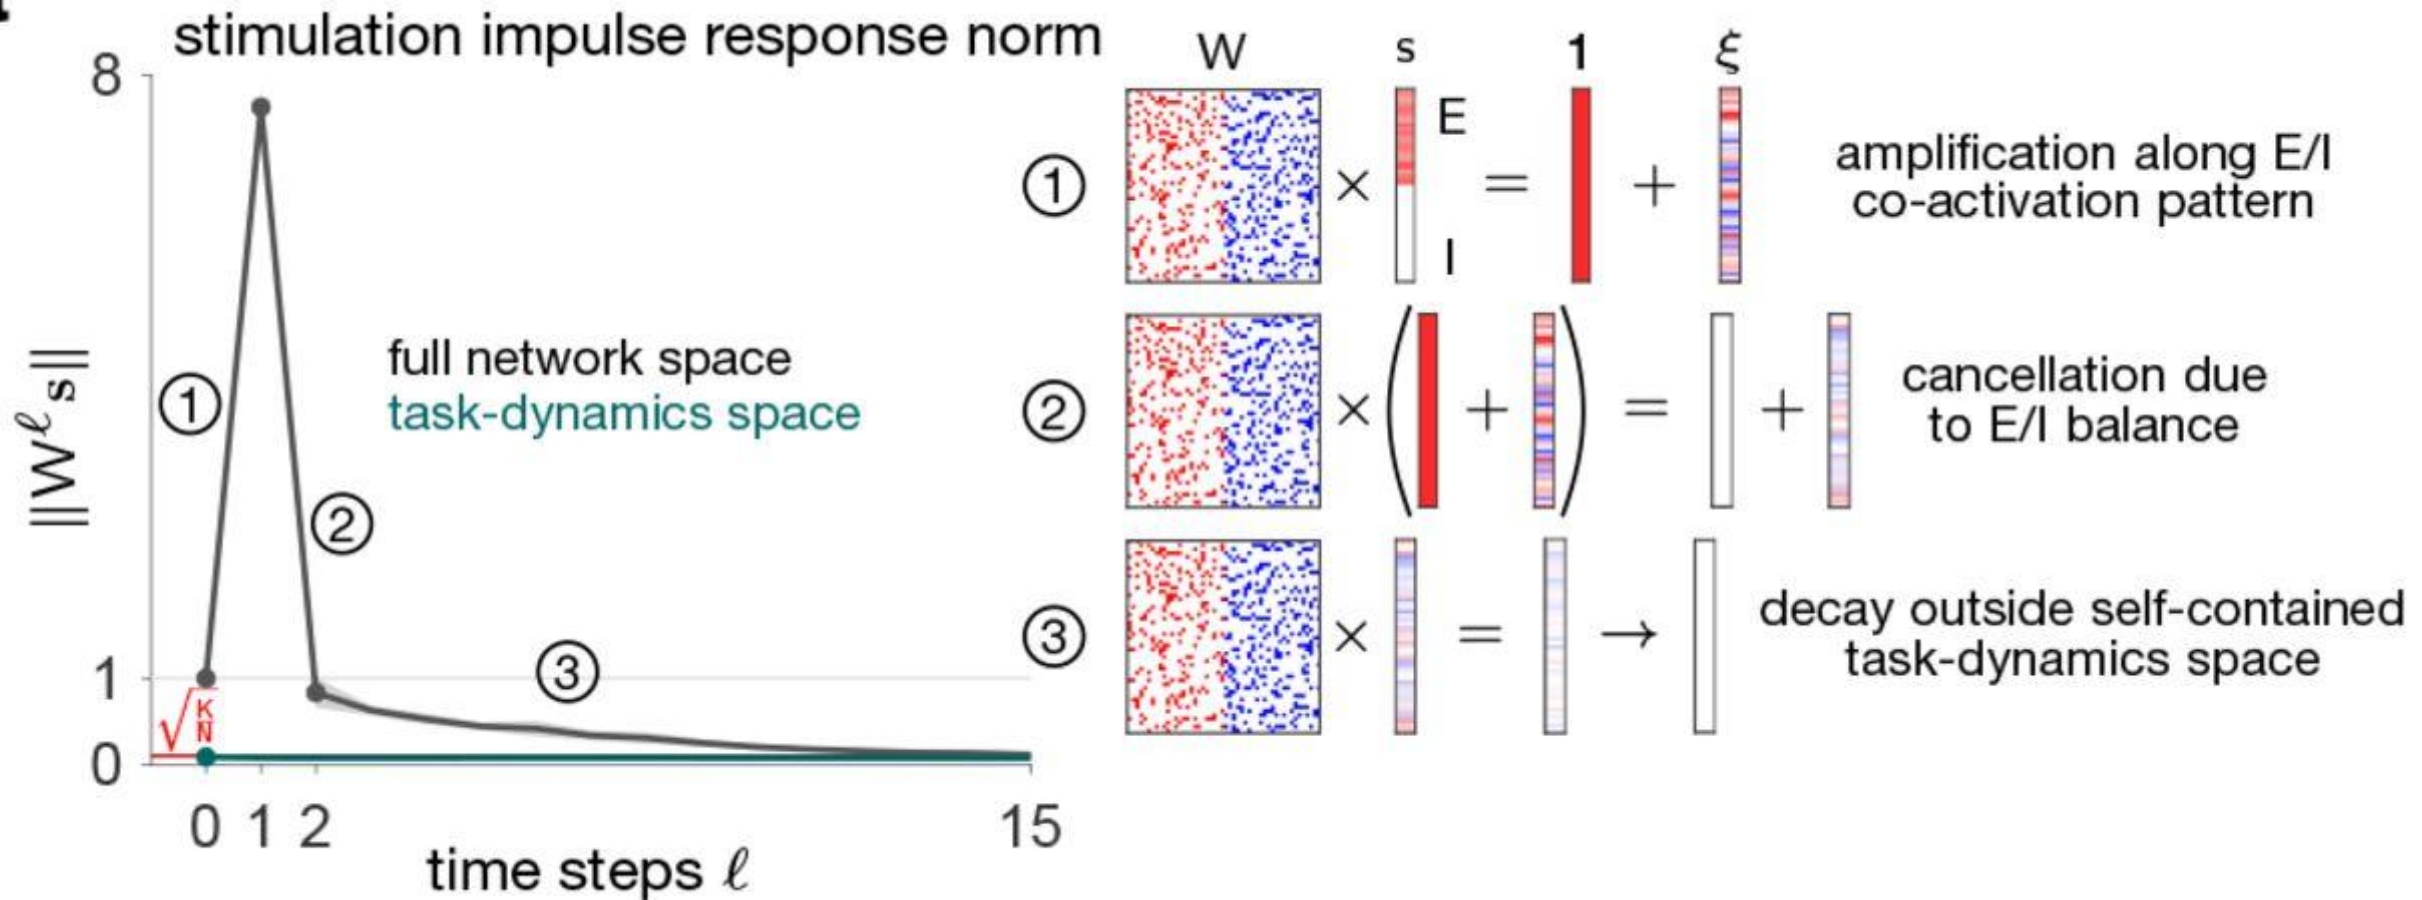 stimulation impulse response norm
8
1
0
‖Wℓs‖
①
②
③
full network space
task-dynamics space
√K/N
0 1 2 15
time steps ℓ
W s 1 ξ
① × E I = + amplification along E/I
co-activation pattern
② × ( + ) = + cancellation due
to E/I balance
③ × = → decay outside self-contained
task-dynamics space